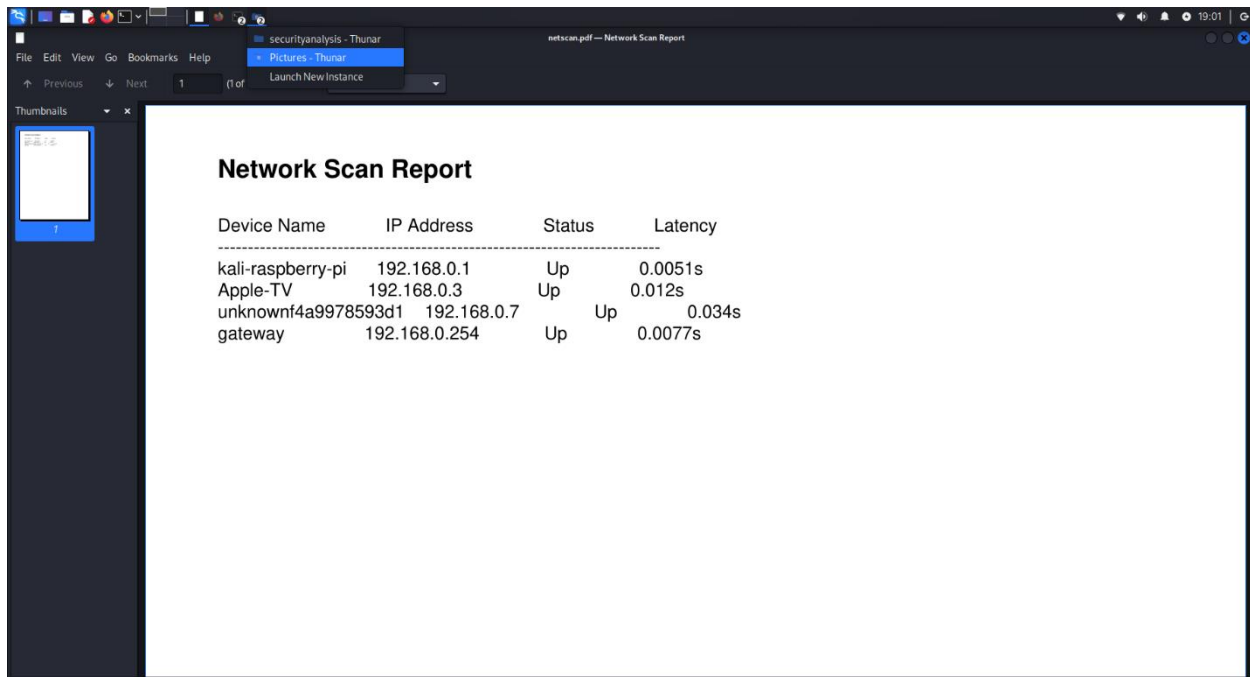 19:01
G
securityanalysis - Thunar
netscan.pdf — Network Scan Report
File Edit View Go Bookmarks Help
Pictures - Thunar
Launch New Instance
Previous Next 1 (1 of
Thumbnails
1
Network Scan Report
Device Name IP Address Status Latency
--------------------------------------------------------------------------
kali-raspberry-pi 192.168.0.1 Up 0.0051s
Apple-TV 192.168.0.3 Up 0.012s
unknownf4a9978593d1 192.168.0.7 Up 0.034s
gateway 192.168.0.254 Up 0.0077s